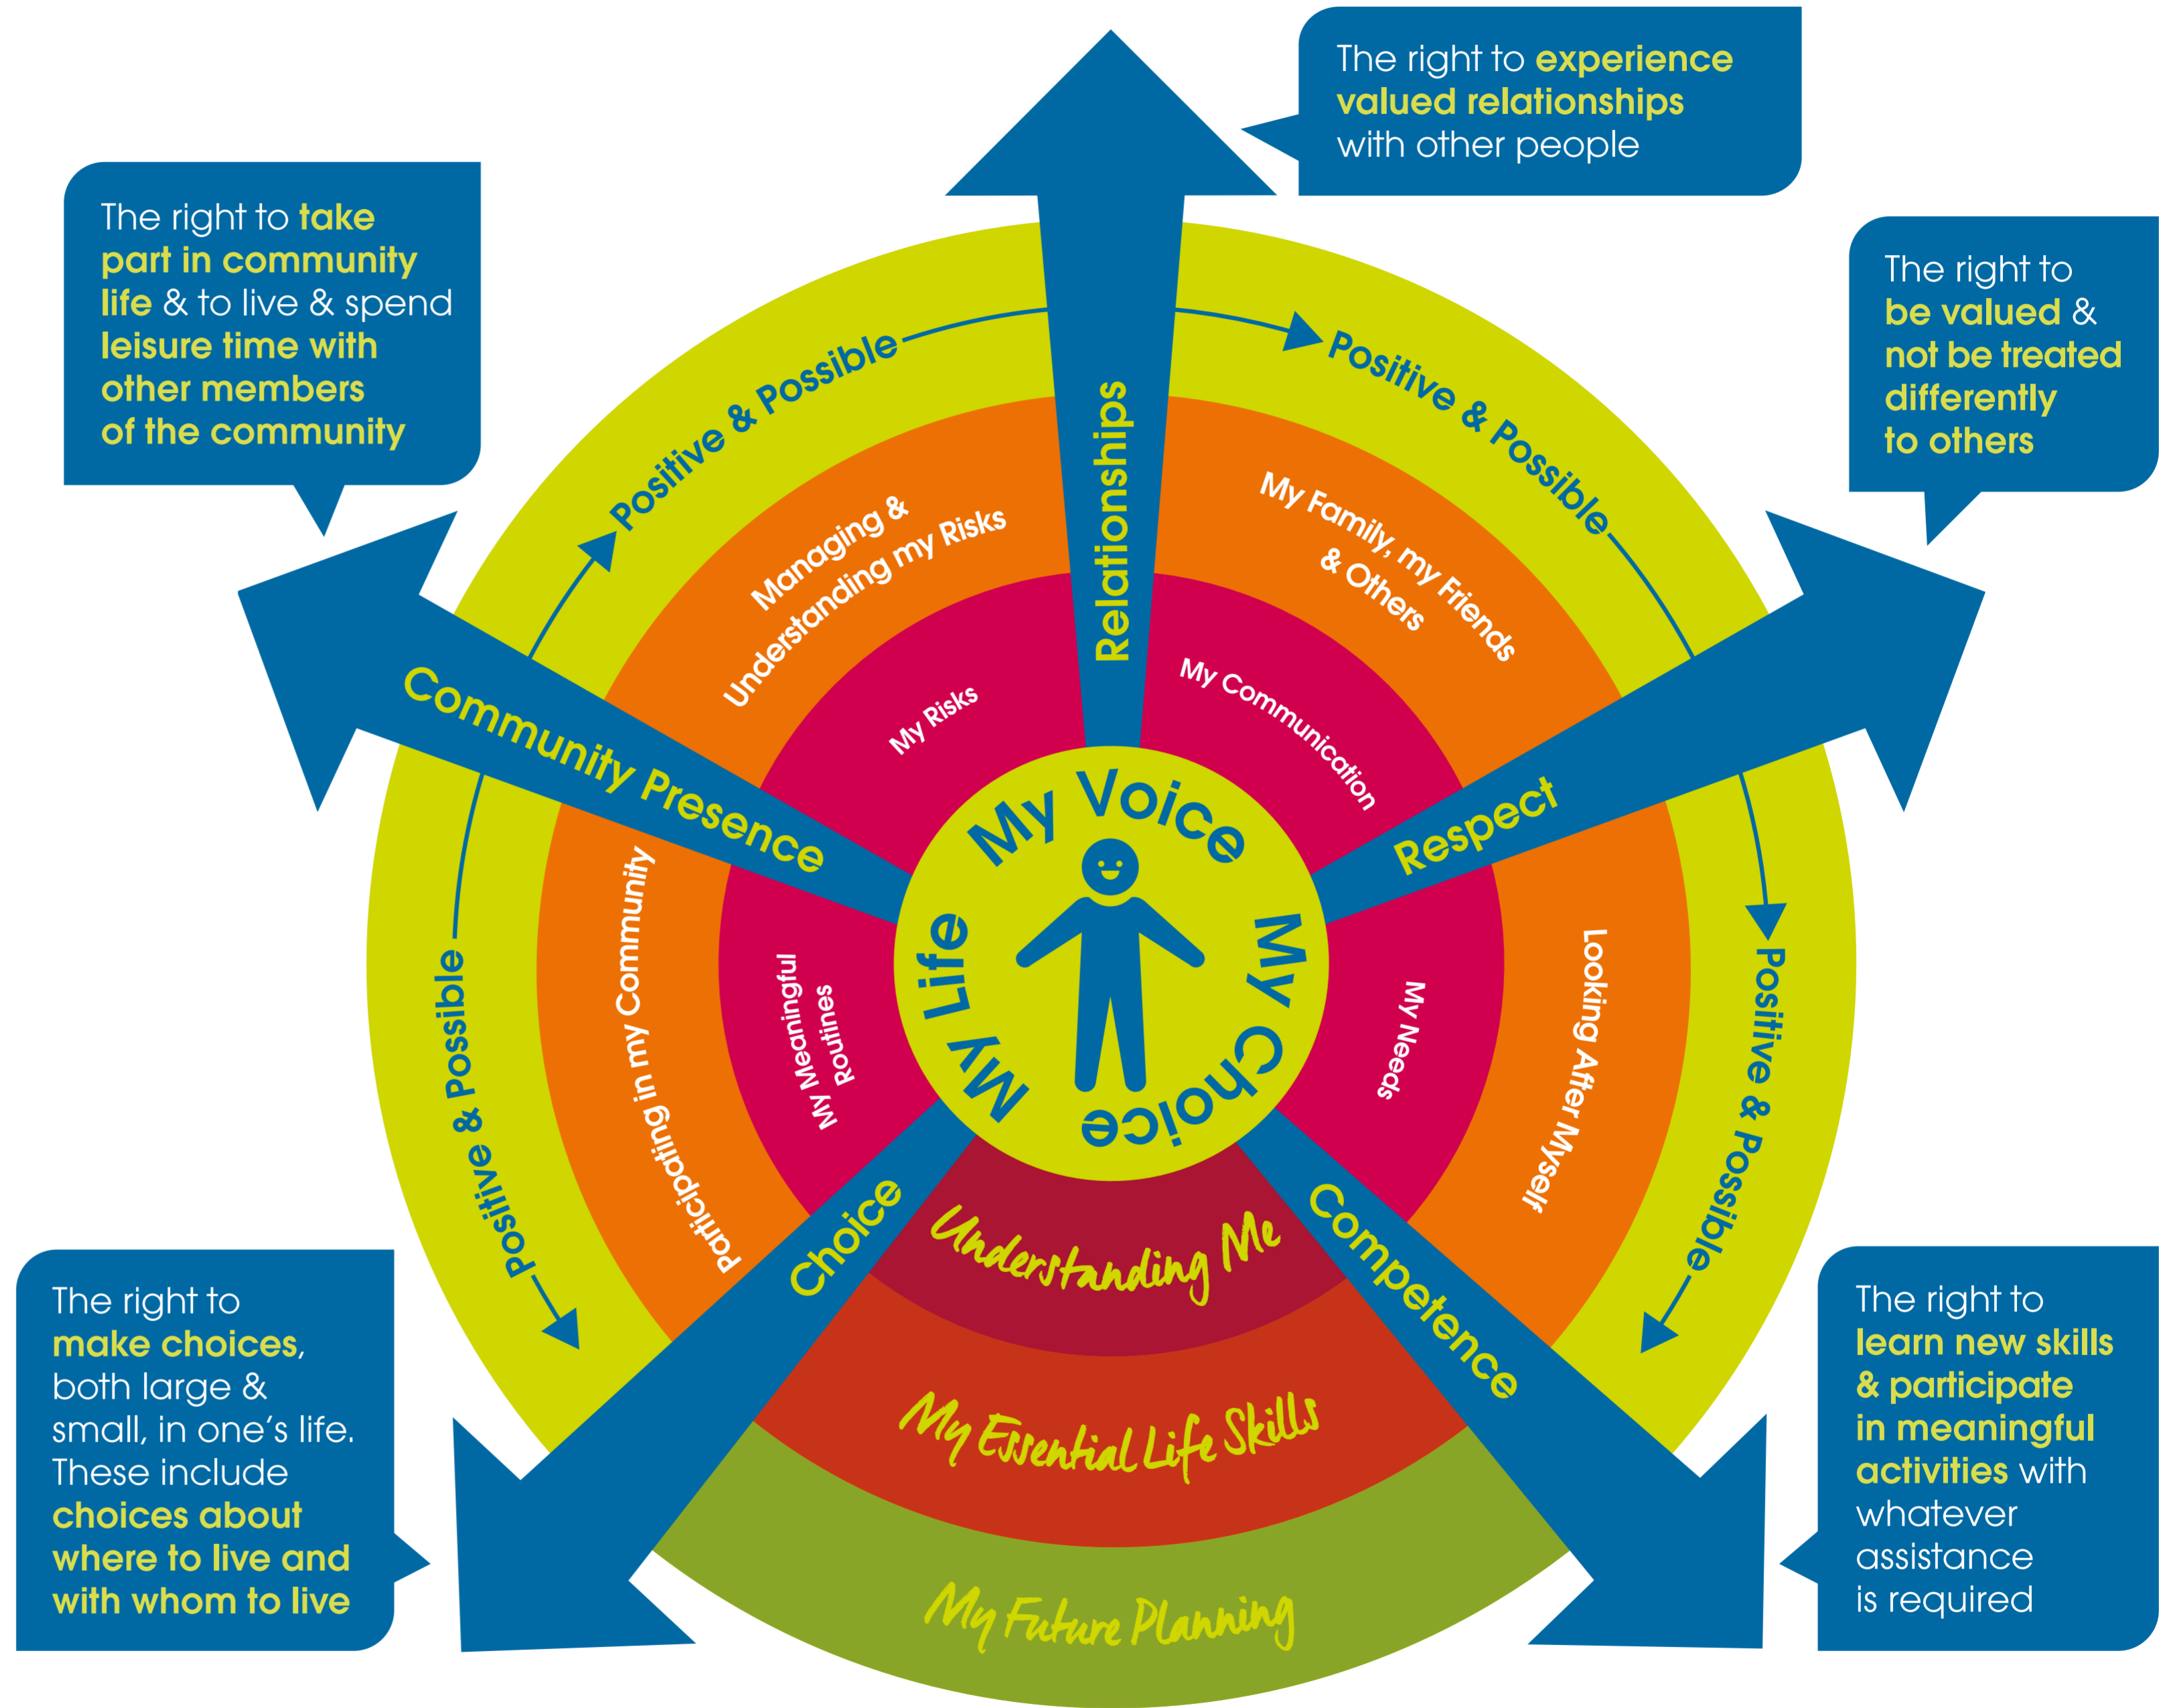 The right to experience
valued relationships
with other people
The right to take
part in community
life & to live & spend
leisure time with
other members
of the community
The right to
be valued &
not be treated
differently
to others
Relationships
Positive & Possible
Positive & Possible
Managing &
Understanding my Risks
My Family, my Friends
& Others
My Risks
My Communication
Community Presence
Respect
My Voice
My Choice
My Life
Participating in my Community
My Meaningful
Routines
My Needs
Looking After Myself
Positive & Possible
Positive & Possible
Choice
Competence
Understanding Me
My Essential Life Skills
My Future Planning
The right to
make choices,
both large &
small, in one's life.
These include
choices about
where to live and
with whom to live
The right to
learn new skills
& participate
in meaningful
activities with
whatever
assistance
is required